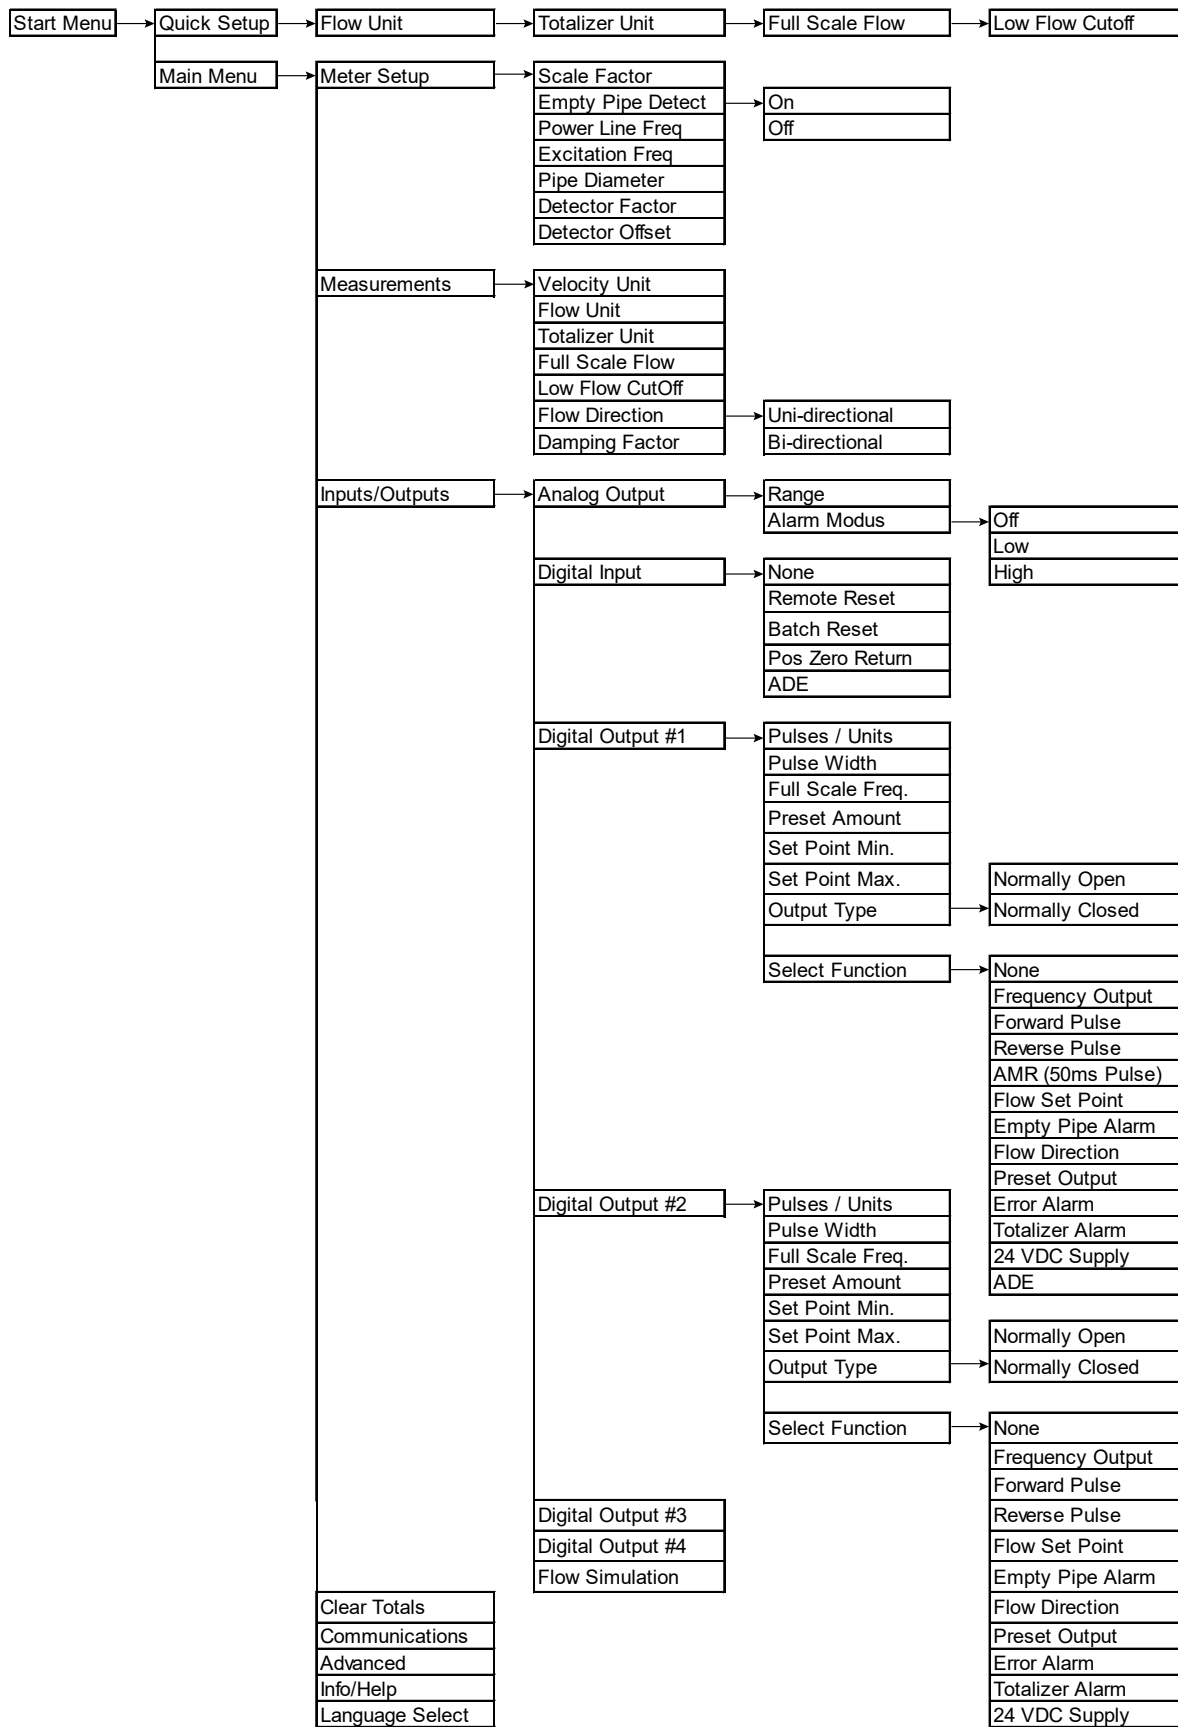 Start Menu
Quick Setup
Flow Unit
Totalizer Unit
Full Scale Flow
Low Flow Cutoff
Main Menu
Meter Setup
Scale Factor
Empty Pipe Detect
On
Power Line Freq
Off
Excitation Freq
Pipe Diameter
Detector Factor
Detector Offset
Measurements
Velocity Unit
Flow Unit
Totalizer Unit
Full Scale Flow
Low Flow CutOff
Flow Direction
Uni-directional
Damping Factor
Bi-directional
Inputs/Outputs
Analog Output
Range
Alarm Modus
Off
Low
High
Digital Input
None
Remote Reset
Batch Reset
Pos Zero Return
ADE
Digital Output #1
Pulses / Units
Pulse Width
Full Scale Freq.
Preset Amount
Set Point Min.
Set Point Max.
Normally Open
Output Type
Normally Closed
Select Function
None
Frequency Output
Forward Pulse
Reverse Pulse
AMR (50ms Pulse)
Flow Set Point
Empty Pipe Alarm
Flow Direction
Preset Output
Error Alarm
Totalizer Alarm
24 VDC Supply
ADE
Digital Output #2
Pulses / Units
Pulse Width
Full Scale Freq.
Preset Amount
Set Point Min.
Set Point Max.
Normally Open
Output Type
Normally Closed
Select Function
None
Frequency Output
Forward Pulse
Reverse Pulse
Flow Set Point
Empty Pipe Alarm
Flow Direction
Preset Output
Error Alarm
Totalizer Alarm
24 VDC Supply
Digital Output #3
Digital Output #4
Flow Simulation
Clear Totals
Communications
Advanced
Info/Help
Language Select